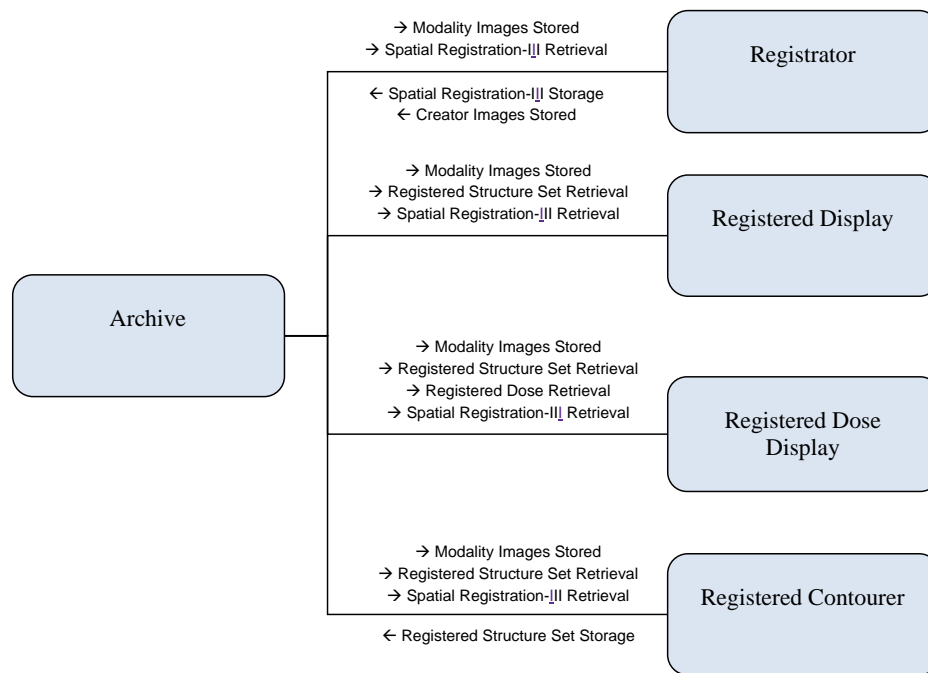 → Modality Images Stored
→ Spatial Registration-III Retrieval
Registrator
← Spatial Registration-III Storage
← Creator Images Stored
→ Modality Images Stored
→ Registered Structure Set Retrieval
→ Spatial Registration-III Retrieval
Registered Display
Archive
→ Modality Images Stored
→ Registered Structure Set Retrieval
→ Registered Dose Retrieval
→ Spatial Registration-III Retrieval
Registered Dose
Display
→ Modality Images Stored
→ Registered Structure Set Retrieval
→ Spatial Registration-III Retrieval
Registered Contourer
← Registered Structure Set Storage